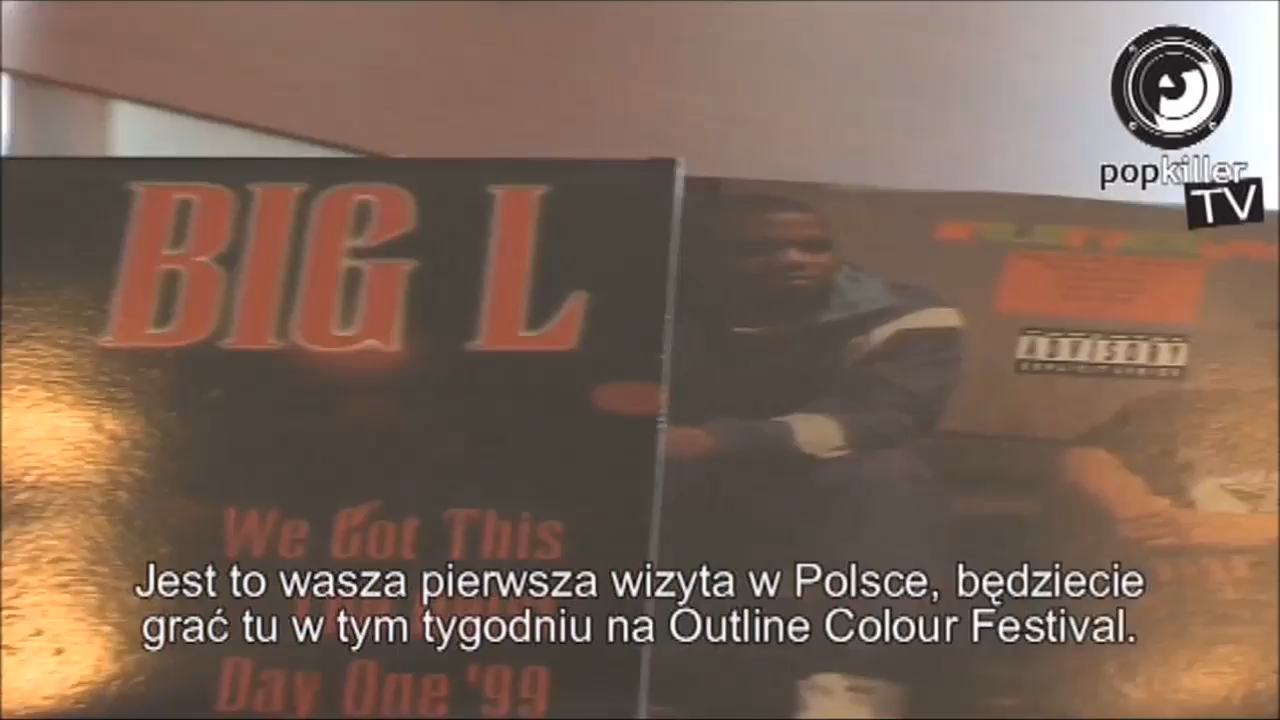 popkiller
TV
BIG L
ADVISORY
We Got This
Jest to wasza pierwsza wizyta w Polsce, będziecie
grać tu w tym tygodniu na Outline Colour Festival.
Day One '99